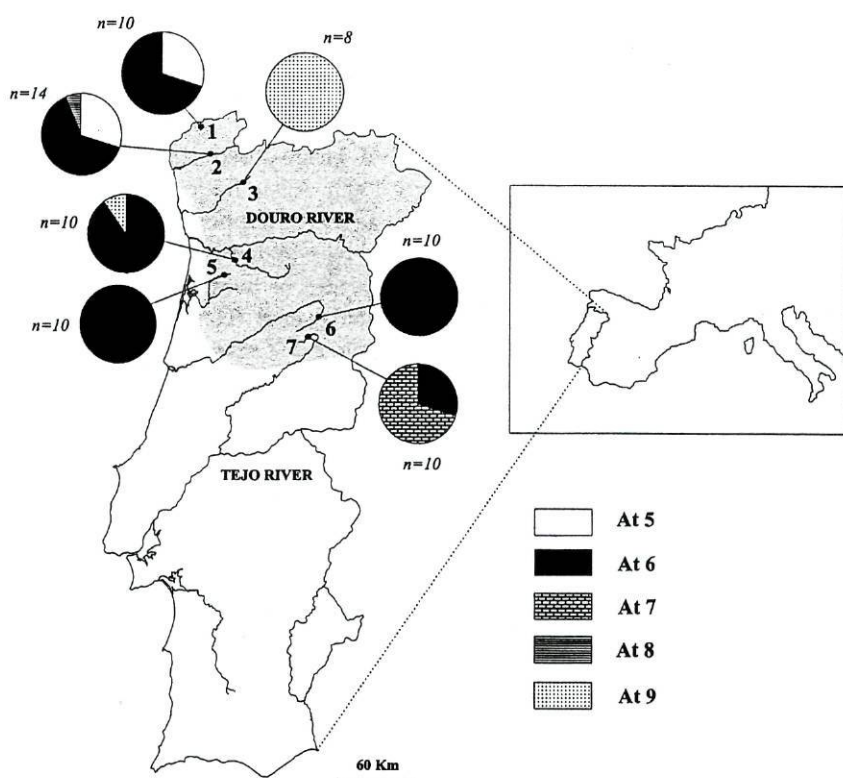 n=10
n=8
n=14
1
2
3
DOURO RIVER
n=10
4
n=10
5
n=10
6
7
n=10
TEJO RIVER
At 5
At 6
At 7
At 8
At 9
60 Km